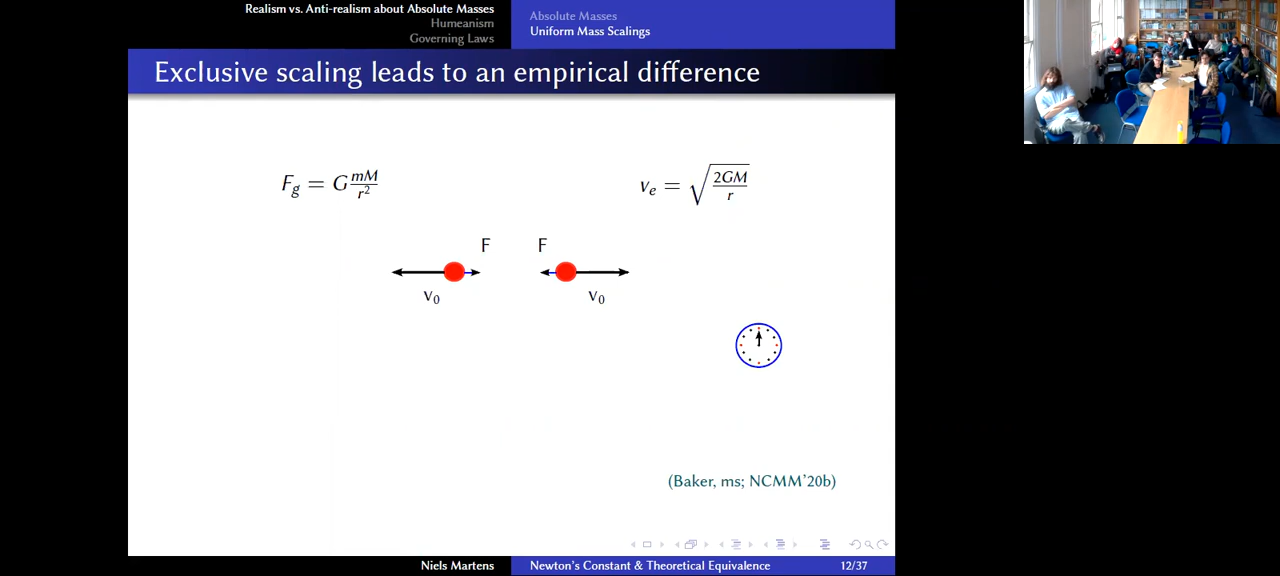 Realism vs. Anti-realism about Absolute Masses
Humeanism
Governing Laws
Absolute Masses
Uniform Mass Scalings
Exclusive scaling leads to an empirical difference
F_g = G mM/r²
v_e = √(2GM/r)
F F
v₀ v₀
(Baker, ms; NCMM'20b)
Niels Martens Newton's Constant & Theoretical Equivalence 12/37